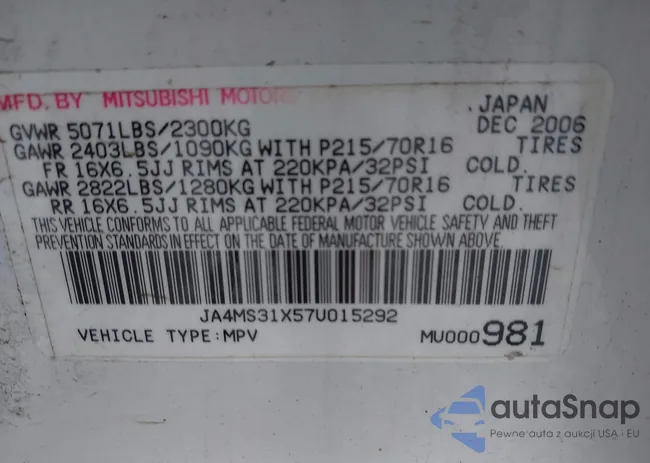 MFD. BY MITSUBISHI MOTORS
. JAPAN
GVWR 5071LBS/2300KG DEC 2006
GAWR 2403LBS/1090KG WITH P215/70R16 TIRES
FR 16X6.5JJ RIMS AT 220KPA/32PSI COLD.
GAWR 2822LBS/1280KG WITH P215/70R16 TIRES
RR 16X6.5JJ RIMS AT 220KPA/32PSI COLD.
THIS VEHICLE CONFORMS TO ALL APPLICABLE FEDERAL MOTOR VEHICLE SAFETY AND THEFT
PREVENTION STANDARDS IN EFFECT ON THE DATE OF MANUFACTURE SHOWN ABOVE.
JA4MS31X57U015292
VEHICLE TYPE:MPV MU000981
autaSnap
Pewne auta z aukcji USA i EU